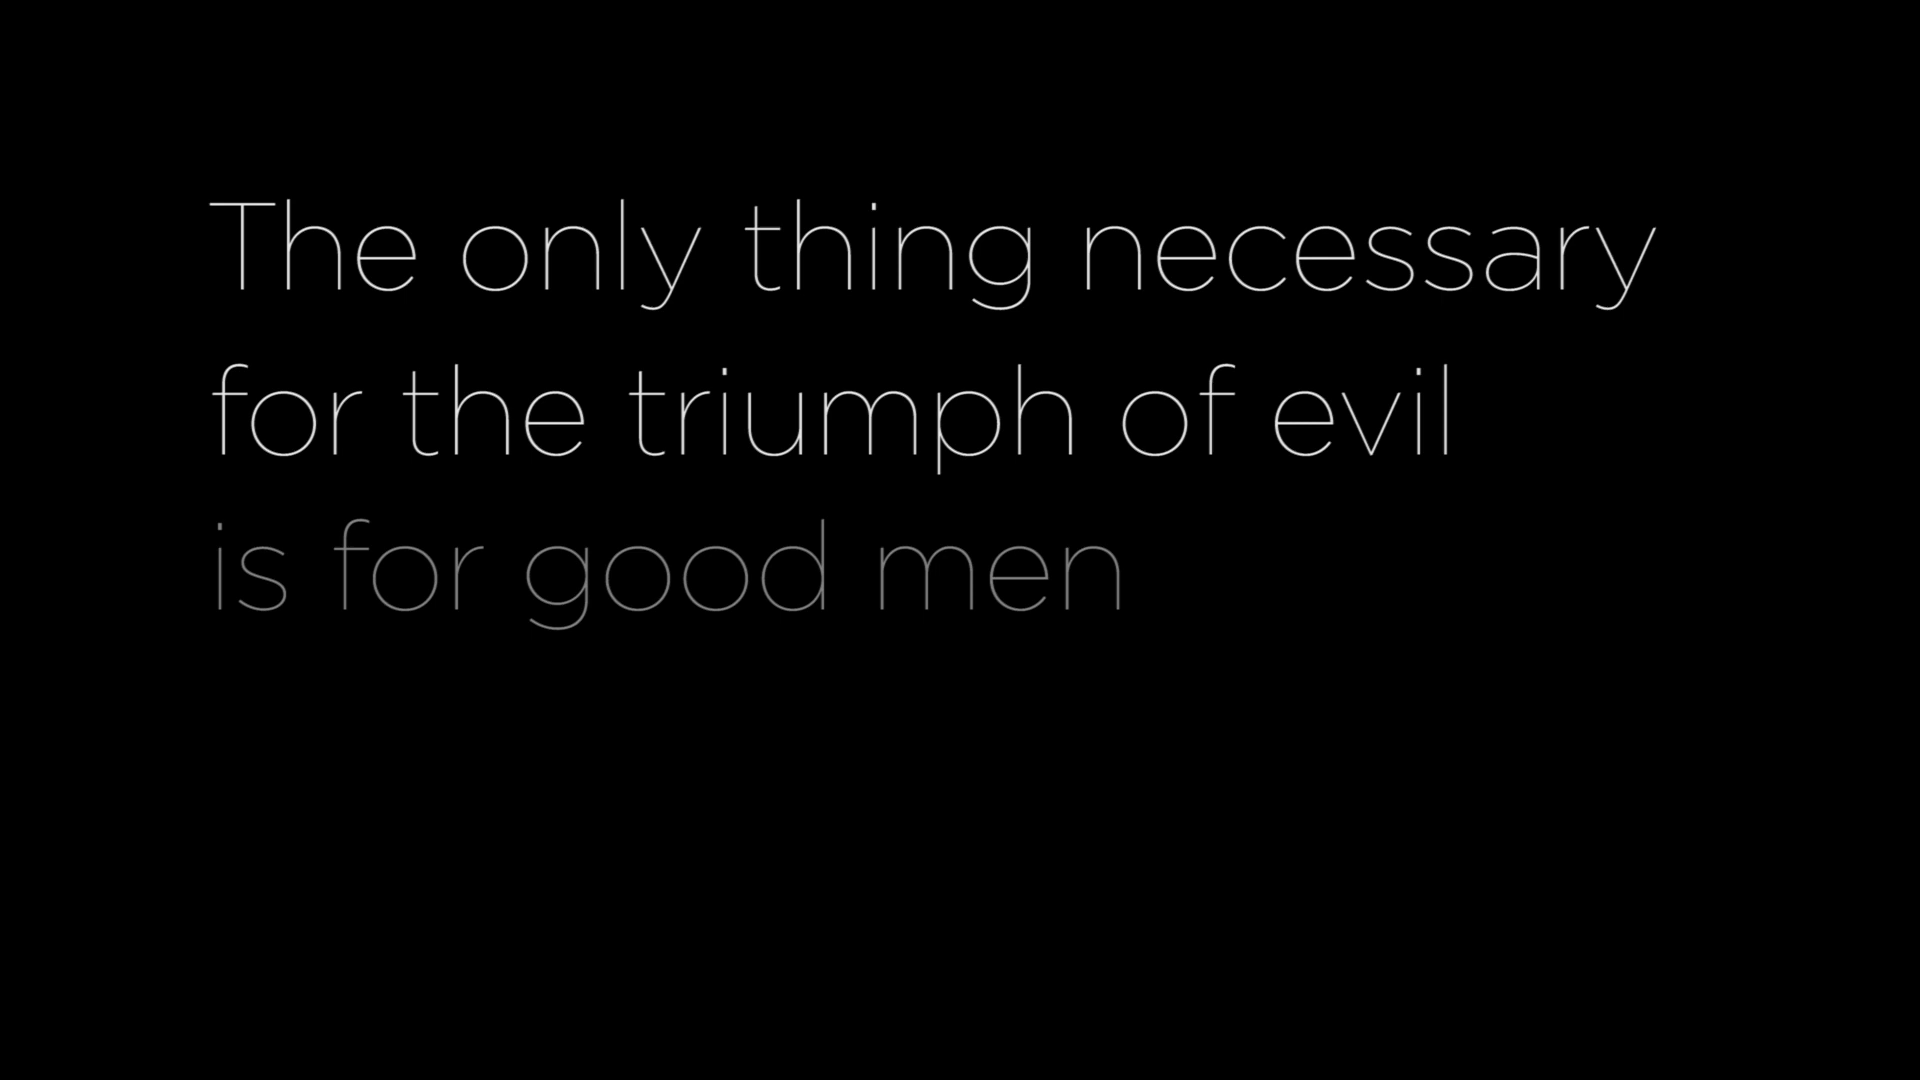 The only thing necessary
for the triumph of evil
is for good men